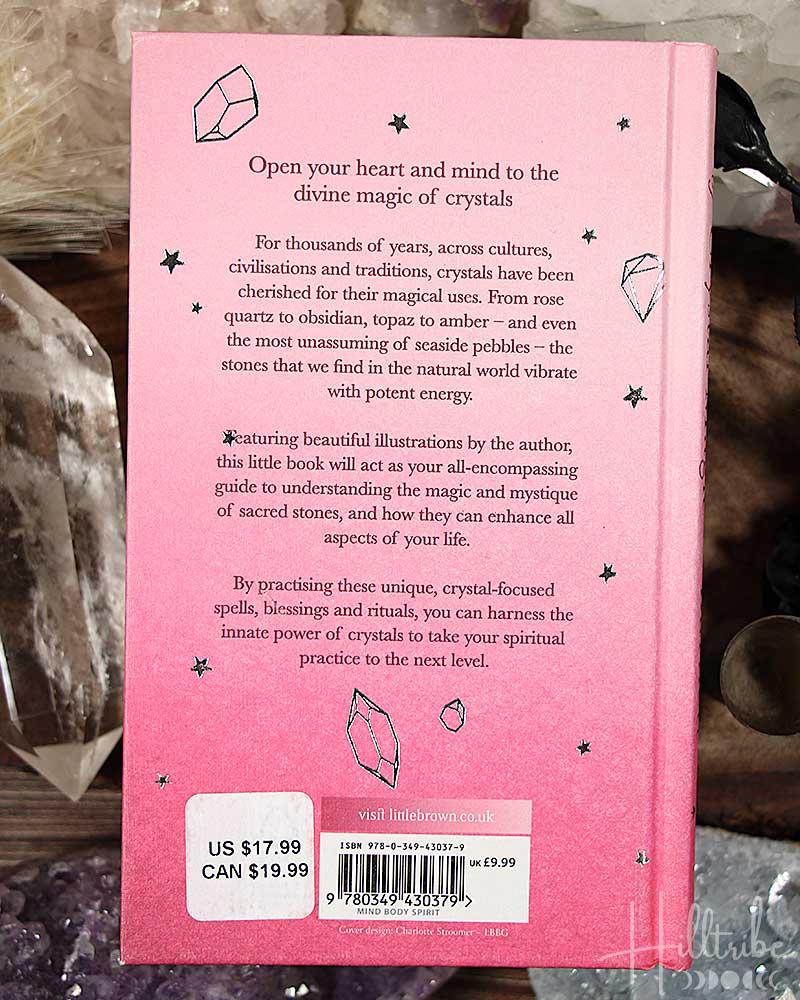 Open your heart and mind to the
divine magic of crystals
For thousands of years, across cultures,
civilisations and traditions, crystals have been
cherished for their magical uses. From rose
quartz to obsidian, topaz to amber – and even
the most unassuming of seaside pebbles – the
stones that we find in the natural world vibrate
with potent energy.
Featuring beautiful illustrations by the author,
this little book will act as your all-encompassing
guide to understanding the magic and mystique
of sacred stones, and how they can enhance all
aspects of your life.
By practising these unique, crystal-focused
spells, blessings and rituals, you can harness the
innate power of crystals to take your spiritual
practice to the next level.
US $17.99
CAN $19.99
visit littlebrown.co.uk
ISBN 978-0-349-43037-9
UK £9.99
9 780349 430379 >
MIND BODY SPIRIT
Cover design: Charlotte Stroomer – LBBG
Hilltribe